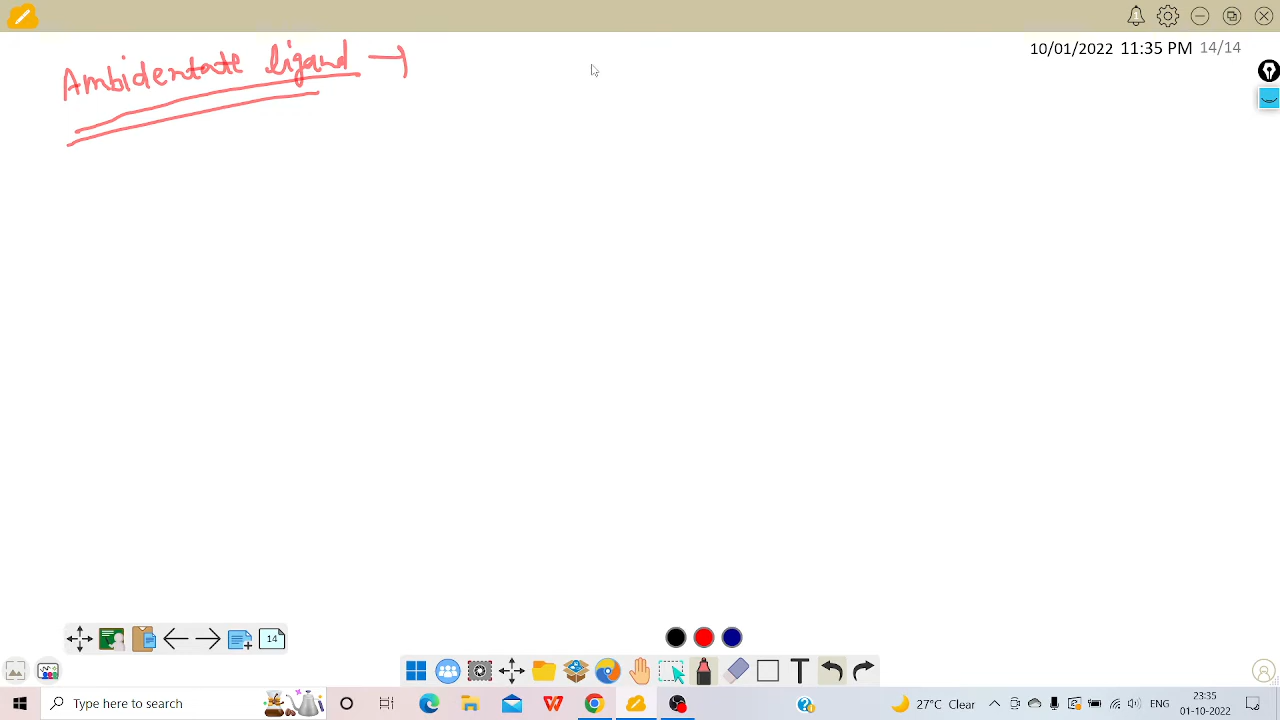 10/01/2022 11:35 PM 14/14
Ambidentate ligand →
14
Type here to search
27°C Clear
ENG
23:35
01-10-2022